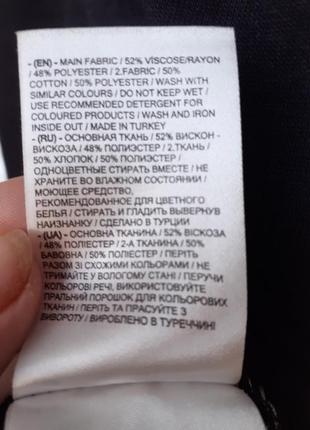 - (EN) - MAIN FABRIC / 52% VISCOSE/RAYON
/ 48% POLYESTER / 2.FABRIC / 50%
COTTON / 50% POLYESTER / WASH WITH
SIMILAR COLOURS / DO NOT KEEP WET /
USE RECOMMENDED DETERGENT FOR
COLOURED PRODUCTS / WASH AND IRON
INSIDE OUT / MADE IN TURKEY
- (RU) - ОСНОВНАЯ ТКАНЬ / 52% ВИСКОН -
ВИСКОЗА / 48% ПОЛИЭСТЕР / 2.ТКАНЬ /
50% ХЛОПОК / 50% ПОЛИЭСТЕР /
ОДНОЦВЕТНЫЕ СТИРАТЬ ВМЕСТЕ / НЕ
ХРАНИТЕ ВО ВЛАЖНОМ СОСТОЯНИИ /
МОЮЩЕЕ СРЕДСТВО,
РЕКОМЕНДОВАННОЕ ДЛЯ ЦВЕТНОГО
БЕЛЬЯ / СТИРАТЬ И ГЛАДИТЬ ВЫВЕРНУВ
НАИЗНАНКУ / СДЕЛАНО В ТУРЦИИ
- (UA) - ОСНОВНА ТКАНИНА / 52% ВІСКОЗА
/ 48% ПОЛІЕСТЕР / 2-А ТКАНИНА / 50%
БАВОВНА / 50% ПОЛІЕСТЕР / ПЕРІТЬ
РАЗОМ ЗІ СХОЖИМИ КОЛЬОРАМИ / НЕ
ТРИМАЙТЕ У ВОЛОГОМУ СТАНІ / ПЕРУЧИ
КОЛЬОРОВІ РЕЧІ, ВИКОРИСТОВУЙТЕ
ПРАЛЬНИЙ ПОРОШОК ДЛЯ КОЛЬОРОВИХ
ТКАНИН / ПЕРІТЬ ТА ПРАСУЙТЕ З
ВИВОРОТУ / ВИРОБЛЕНО В ТУРЕЧЧИНІ